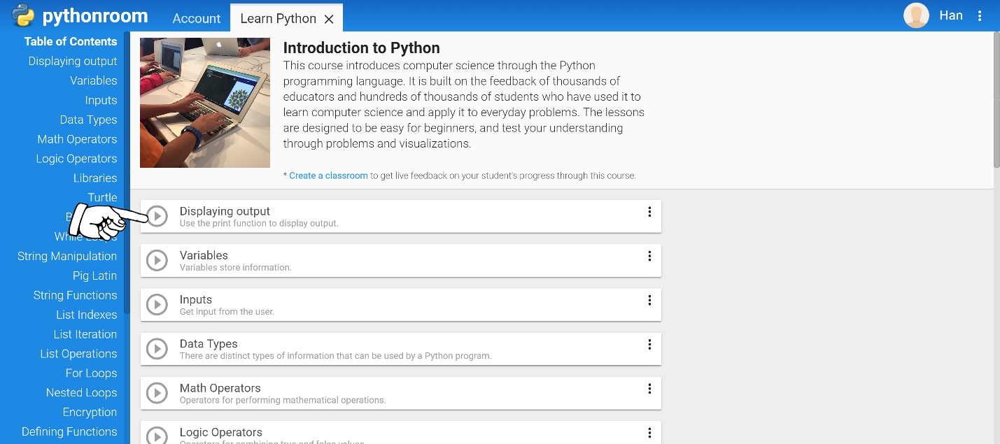 pythonroom
Account
Learn Python
Han
Table of Contents
Displaying output
Variables
Inputs
Data Types
Math Operators
Logic Operators
Libraries
Turtle
String Manipulation
Pig Latin
String Functions
List Indexes
List Iteration
List Operations
For Loops
Nested Loops
Encryption
Defining Functions
Introduction to Python
This course introduces computer science through the Python
programming language. It is built on the feedback of thousands of
educators and hundreds of thousands of students who have used it to
learn computer science and apply it to everyday problems. The lessons
are designed to be easy for beginners, and test your understanding
through problems and visualizations.
* Create a classroom to get live feedback on your student's progress through this course.
Displaying output
Use the print function to display output.
Variables
Variables store information.
Inputs
Get input from the user.
Data Types
There are distinct types of information that can be used by a Python program.
Math Operators
Operators for performing mathematical operations.
Logic Operators
Operators for combining true and false values.